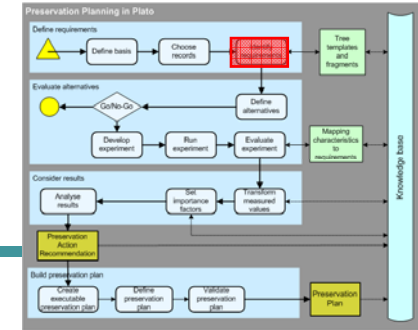 Preservation Planning in Plato
Define requirements
Define basis
Choose
records
Tree
templates
and
fragments
Evaluate alternatives
Go/No-Go
Define
alternatives
Develop
experiment
Run
experiment
Evaluate
experiment
Mapping
characteristics
to
requirements
Knowledge base
Consider results
Analyse
results
Set
importance
factors
Transform
measured
values
Preservation
Action
Recommendation
Build preservation plan
Create
executable
preservation plan
Define
preservation
plan
Validate
preservation
plan
Preservation
Plan